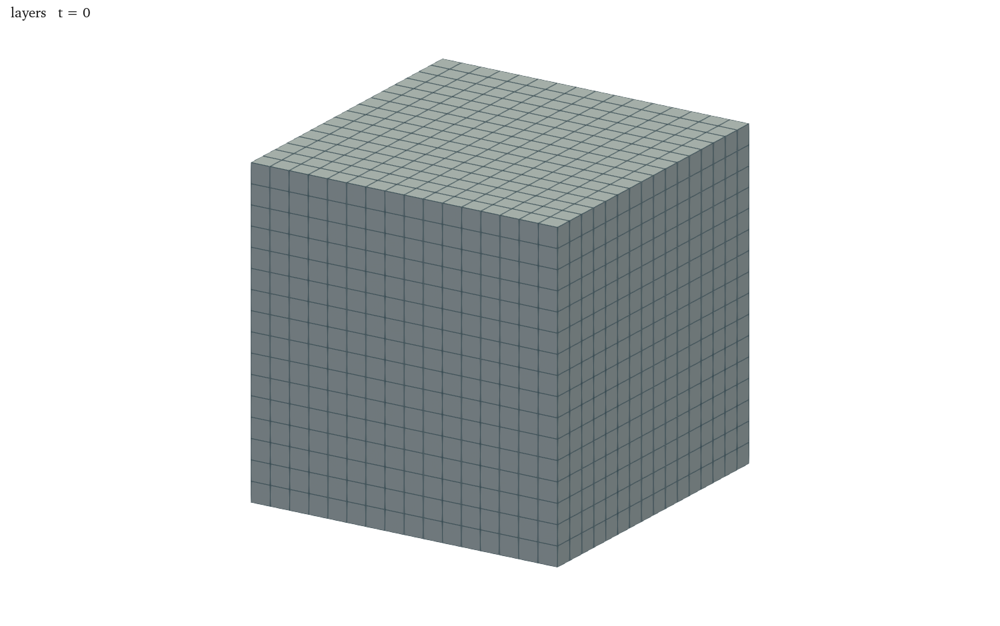 layers t = 0